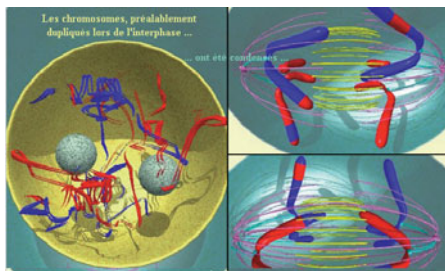 Les chromosomes, préalablement
dupliqués lors de l'interphase ...
... ont été condensés